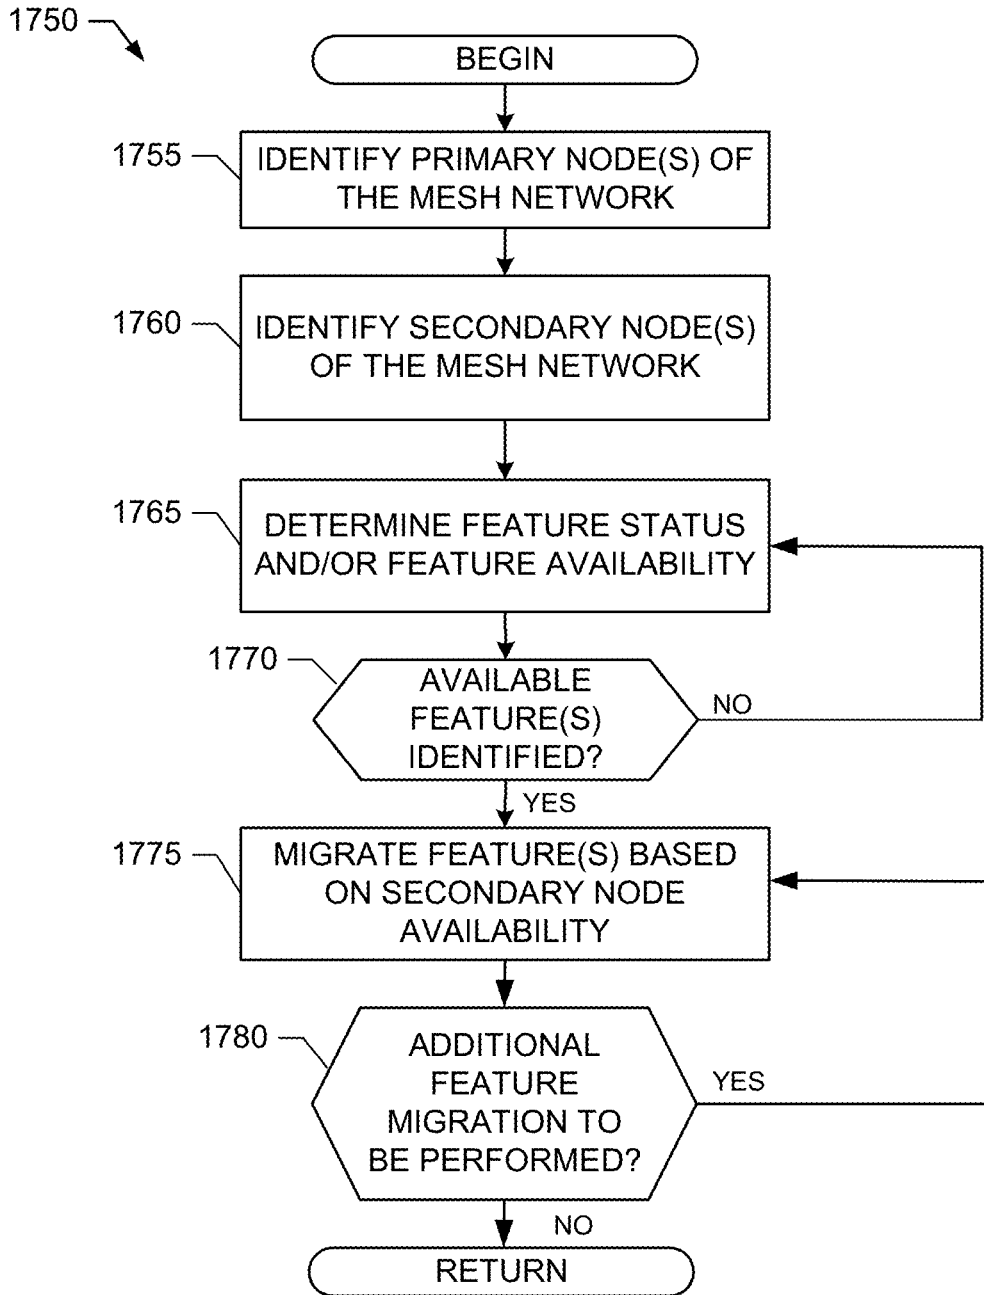 1750
BEGIN
1755
IDENTIFY PRIMARY NODE(S) OF
THE MESH NETWORK
1760
IDENTIFY SECONDARY NODE(S)
OF THE MESH NETWORK
1765
DETERMINE FEATURE STATUS
AND/OR FEATURE AVAILABILITY
1770
AVAILABLE
FEATURE(S)
IDENTIFIED?
NO
YES
1775
MIGRATE FEATURE(S) BASED
ON SECONDARY NODE
AVAILABILITY
1780
ADDITIONAL
FEATURE
MIGRATION TO
BE PERFORMED?
YES
NO
RETURN